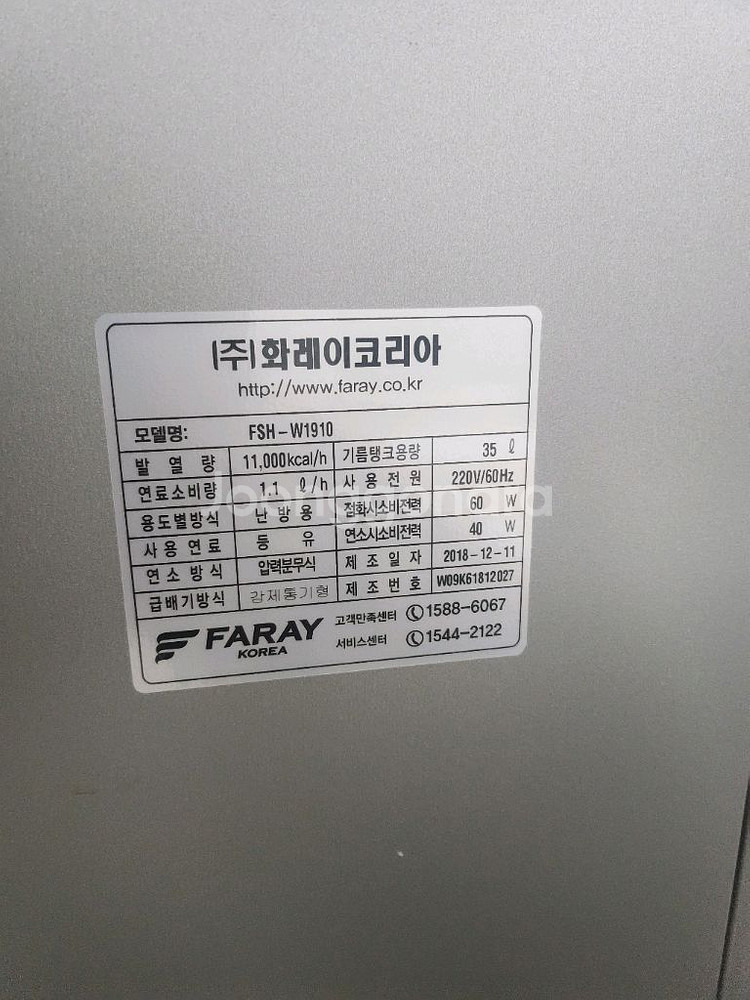 (주)화레이코리아
http://www.faray.co.kr
모델명: FSH-W1910
발열량 11,000kcal/h 기름탱크용량 35 ℓ
연료소비량 1.1 ℓ/h 사용전원 220V/60Hz
용도별방식 난방용 점화시소비전력 60 W
사용연료 등유 연소시소비전력 40 W
연소방식 압력분무식 제조일자 2018-12-11
급배기방식 강제통기형 제조번호 W09K61812027
FARAY KOREA
고객만족센터 1588-6067
서비스센터 1544-2122
Joonggonara